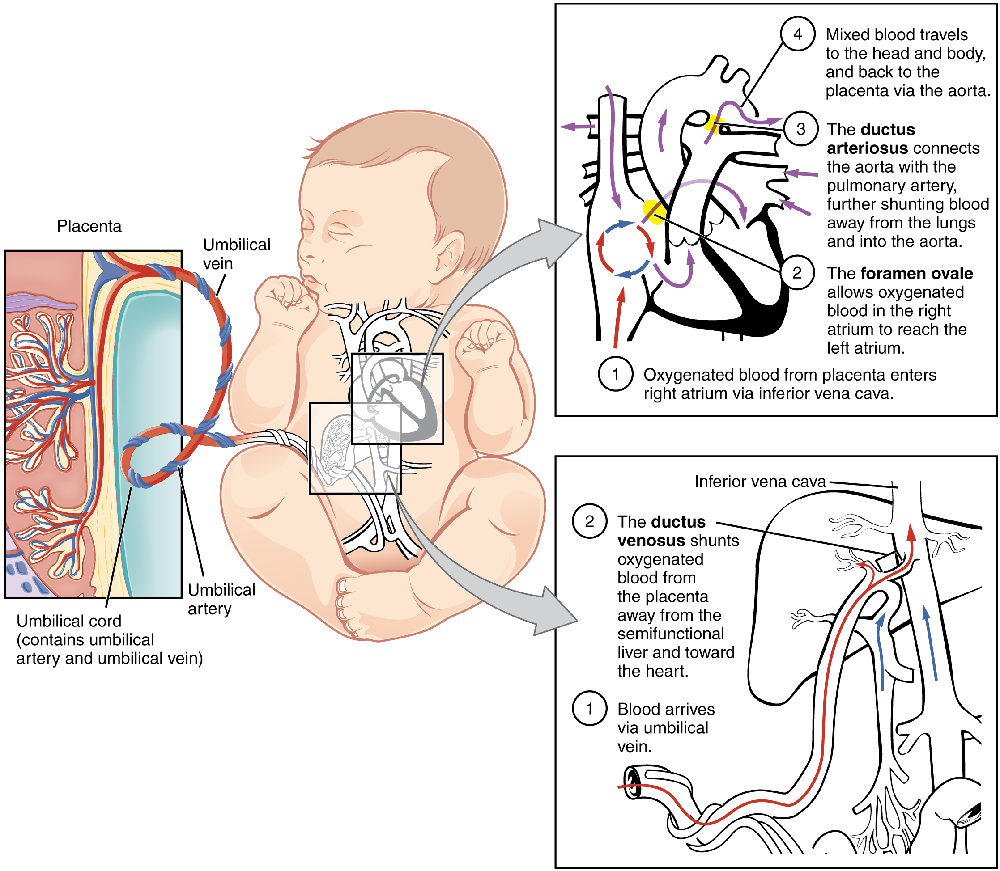 Placenta
Umbilical
vein
Umbilical
artery
Umbilical cord
(contains umbilical
artery and umbilical vein)
4
Mixed blood travels
to the head and body,
and back to the
placenta via the aorta.
3
The ductus
arteriosus connects
the aorta with the
pulmonary artery,
further shunting blood
away from the lungs
and into the aorta.
2
The foramen ovale
allows oxygenated
blood in the right
atrium to reach the
left atrium.
1
Oxygenated blood from placenta enters
right atrium via inferior vena cava.
Inferior vena cava
2
The ductus
venosus shunts
oxygenated
blood from
the placenta
away from the
semifunctional
liver and toward
the heart.
1
Blood arrives
via umbilical
vein.